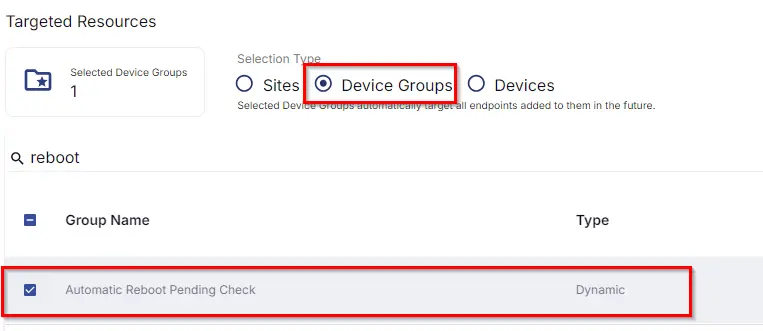 Targeted Resources
Selected Device Groups
1
Selection Type
Sites
Device Groups
Devices
Selected Device Groups automatically target all endpoints added to them in the future.
reboot
Group Name Type
Automatic Reboot Pending Check Dynamic